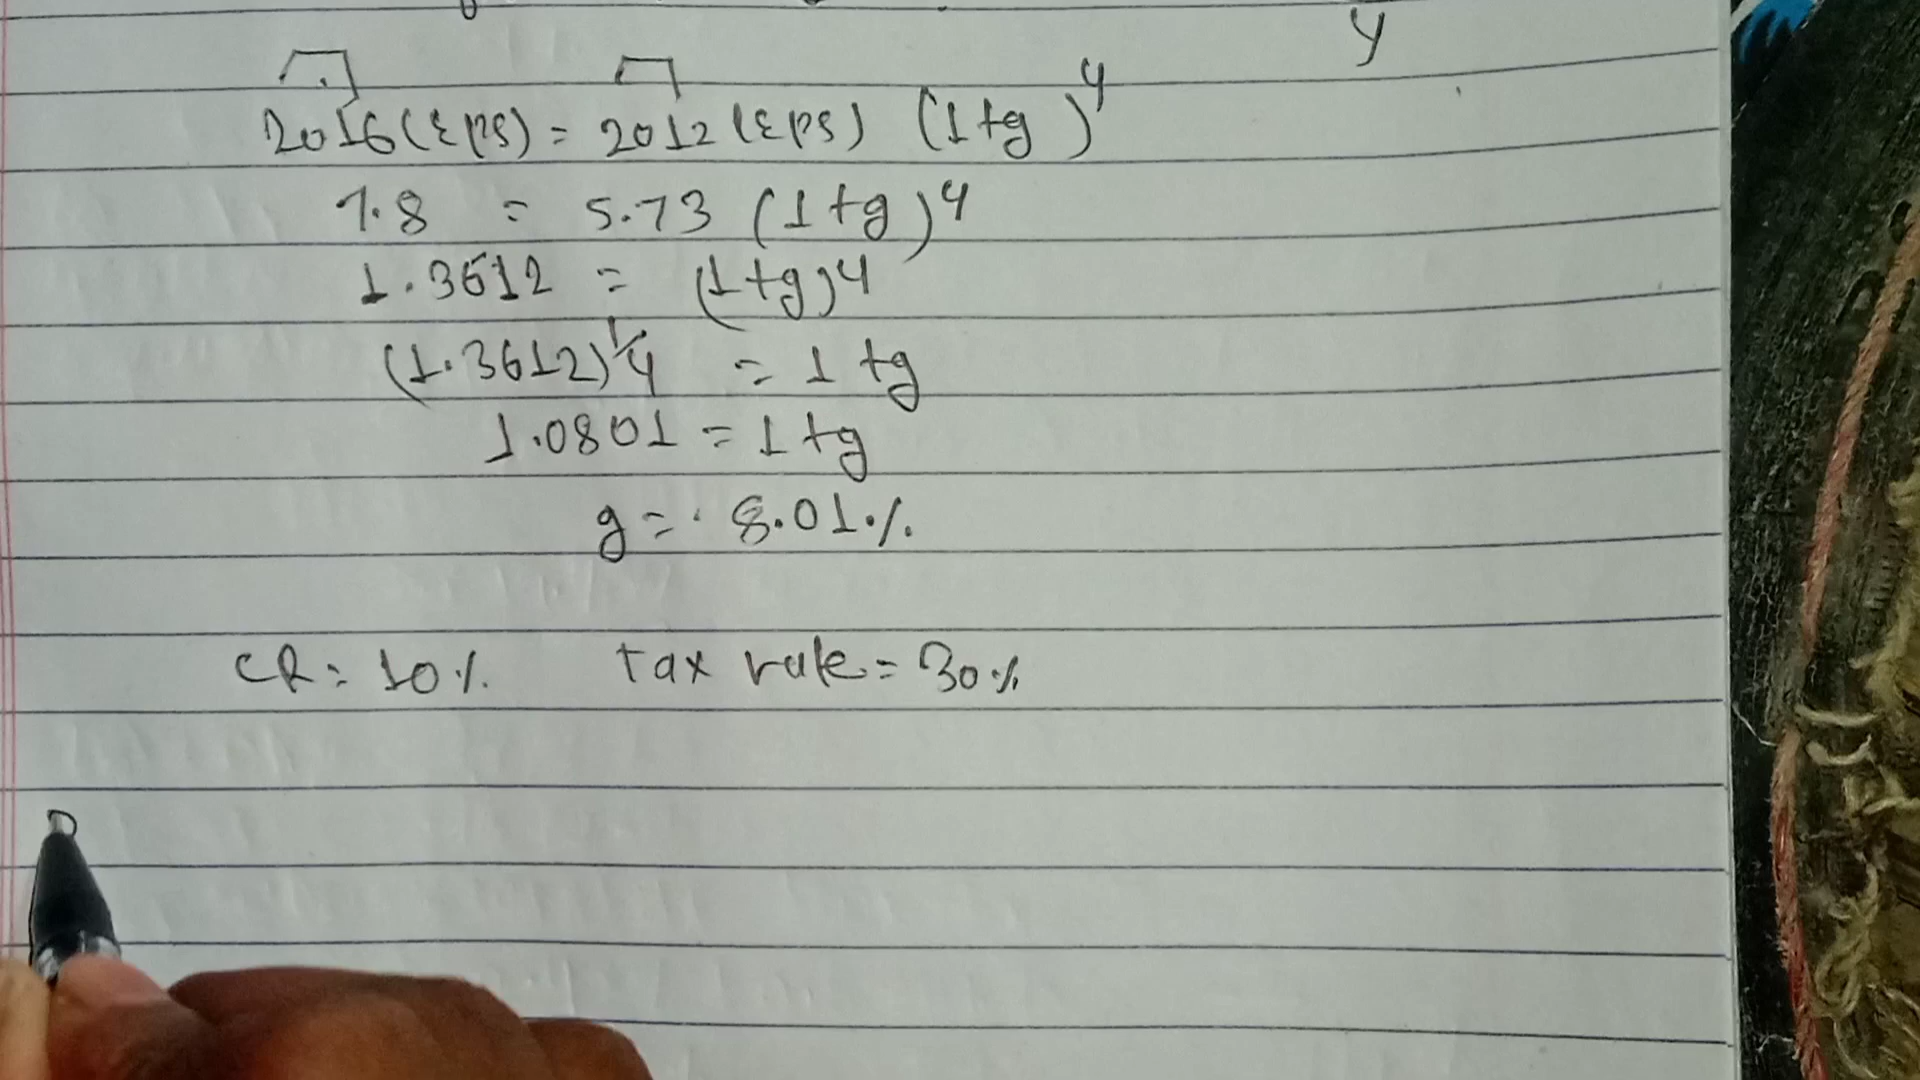 y
2016 (EPS) = 2012 (EPS) (1+g)^4
7.8 = 5.73 (1+g)^4
1.3612 = (1+g)^4
(1.3612)^1/4 = 1+g
1.0801 = 1+g
g = 8.01%
CR = 10% tax rate = 30%